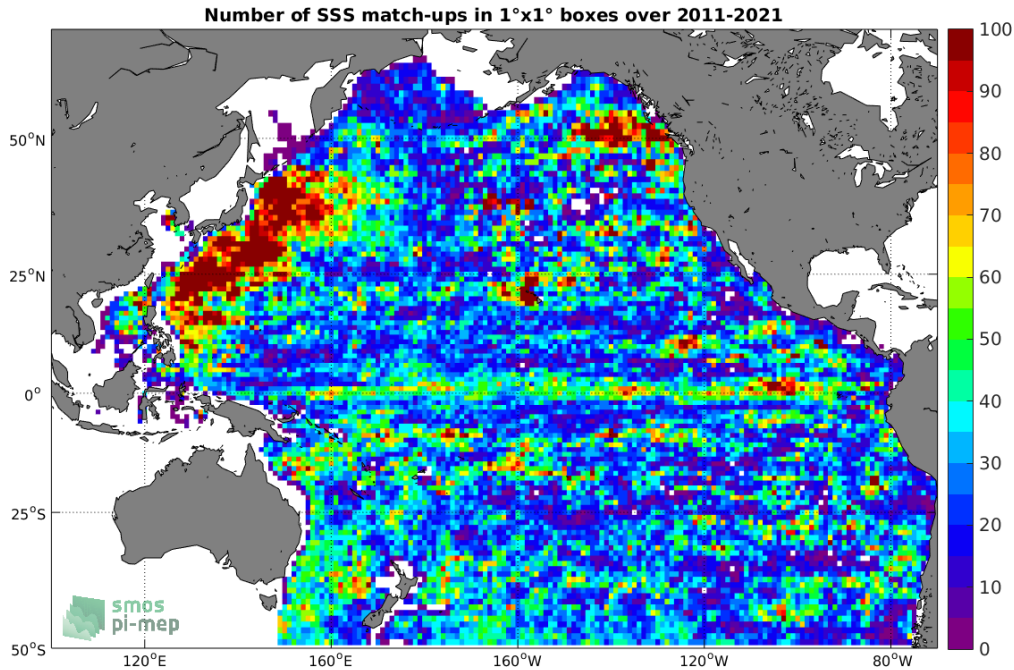 Number of SSS match-ups in 1°x1° boxes over 2011-2021
100
90
80
70
60
50
40
30
20
10
0
50°N
25°N
0°
25°S
50°S
120°E
160°E
160°W
120°W
80°W
smos
pi-mep